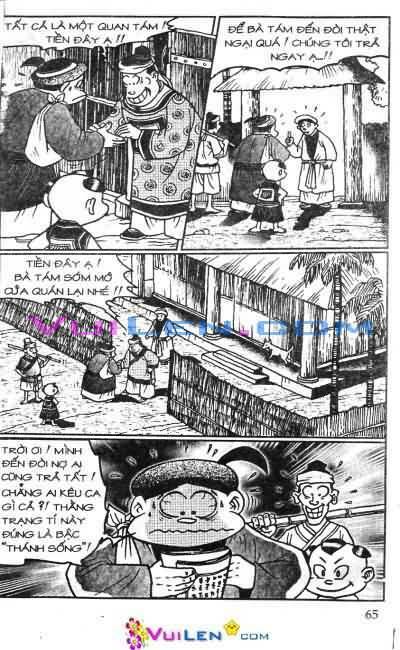 TẤT CẢ LÀ MỘT QUAN TÁM!
TIỀN ĐÂY Ạ!!
ĐỂ BÀ TÁM ĐẾN ĐÒI THẬT
NGẠI QUÁ! CHÚNG TÔI TRẢ
NGAY Ạ...!!
TIỀN ĐÂY Ạ!
BÀ TÁM SỚM MỞ
CỬA QUÁN LẠI NHÉ!!
VUILEN.COM
TRỜI ƠI! MÌNH
ĐẾN ĐÒI NỢ AI
CŨNG TRẢ TẤT!
CHẲNG AI KÊU CA
GÌ CẢ?! THẰNG
TRẠNG TÍ NÀY
ĐÚNG LÀ BẬC
"THÁNH SỐNG"!
65
VUILEN.COM